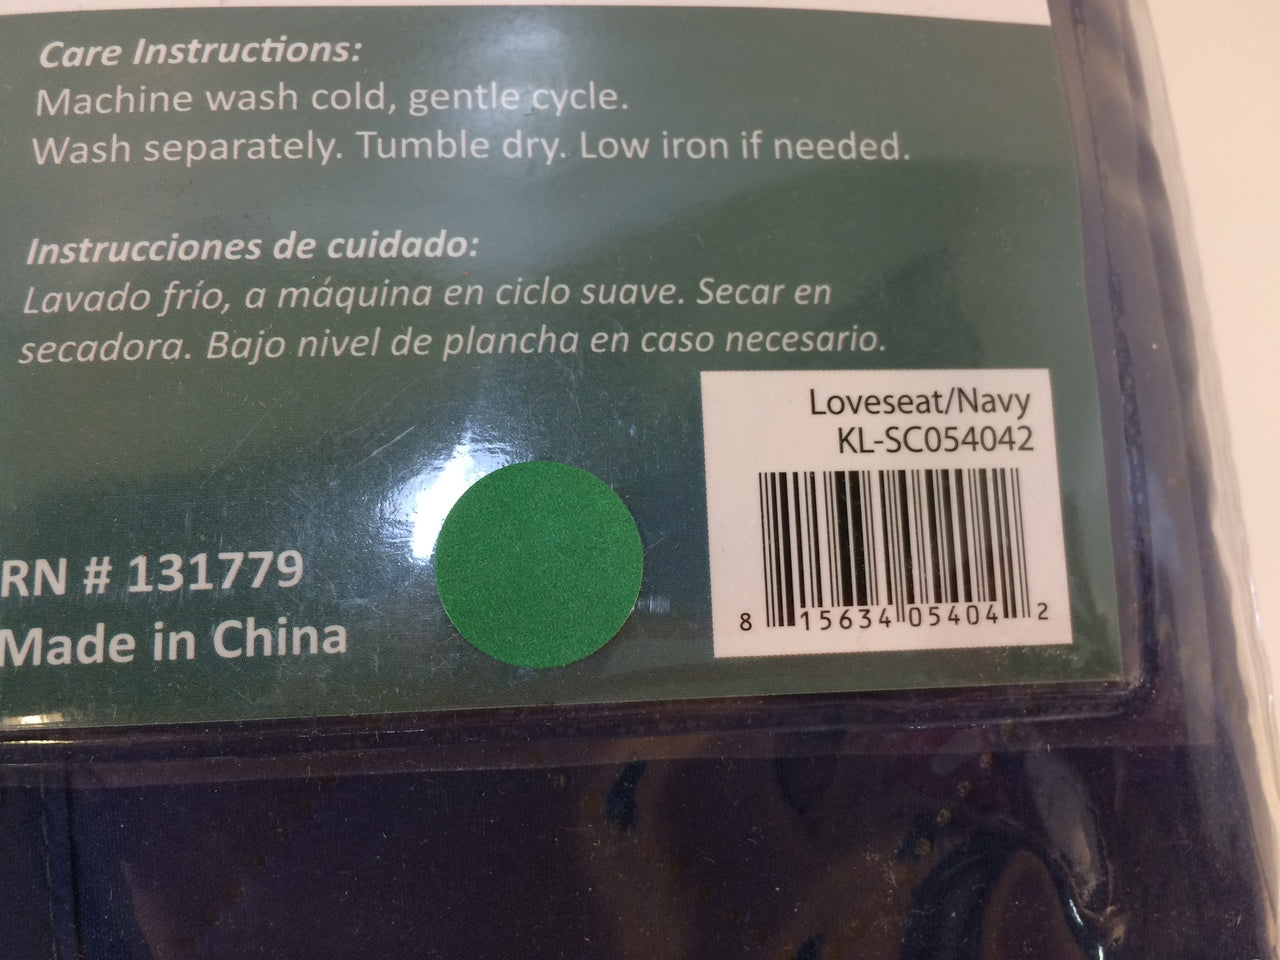 Care Instructions:
Machine wash cold, gentle cycle.
Wash separately. Tumble dry. Low iron if needed.
Instrucciones de cuidado:
Lavado frío, a máquina en ciclo suave. Secar en
secadora. Bajo nivel de plancha en caso necesario.
RN # 131779
Made in China
Loveseat/Navy
KL-SC054042
8 15634 05404 2